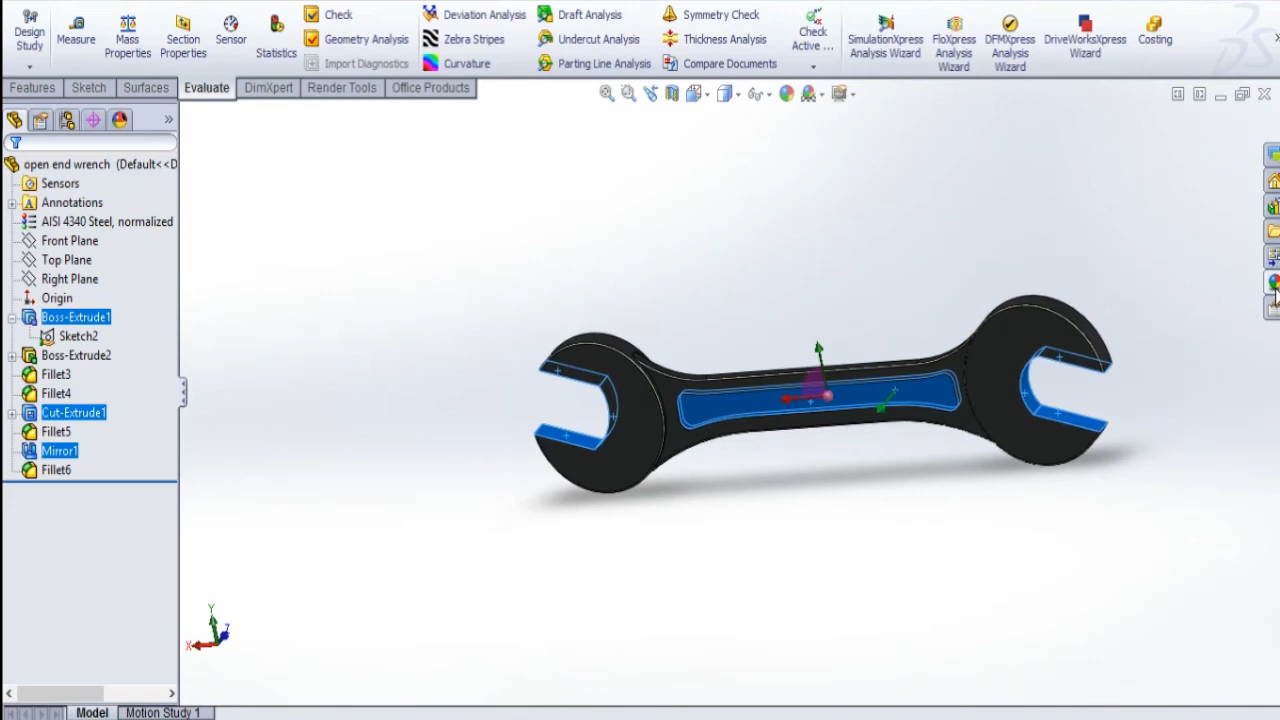 Design Study
Measure
Mass Properties
Section Properties
Sensor
Statistics
Check
Geometry Analysis
Import Diagnostics
Deviation Analysis
Zebra Stripes
Curvature
Draft Analysis
Undercut Analysis
Parting Line Analysis
Symmetry Check
Thickness Analysis
Compare Documents
Check Active ...
SimulationXpress Analysis Wizard
FloXpress Analysis Wizard
DFMXpress Analysis Wizard
DriveWorksXpress Wizard
Costing
Features
Sketch
Surfaces
Evaluate
DimXpert
Render Tools
Office Products
open end wrench (Default<<D
Sensors
Annotations
AISI 4340 Steel, normalized
Front Plane
Top Plane
Right Plane
Origin
Boss-Extrude1
Sketch2
Boss-Extrude2
Fillet3
Fillet4
Cut-Extrude1
Fillet5
Mirror1
Fillet6
Y
Z
X
Model
Motion Study 1